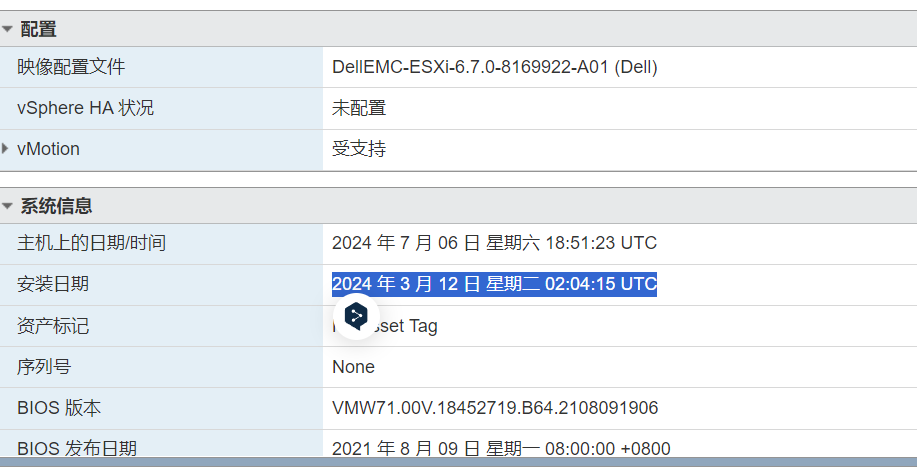 配置
映像配置文件 DellEMC-ESXi-6.7.0-8169922-A01 (Dell)
vSphere HA 状况 未配置
vMotion 受支持
系统信息
主机上的日期/时间 2024 年 7 月 06 日 星期六 18:51:23 UTC
安装日期 2024 年 3 月 12 日 星期二 02:04:15 UTC
资产标记 Asset Tag
序列号 None
BIOS 版本 VMW71.00V.18452719.B64.2108091906
BIOS 发布日期 2021 年 8 月 09 日 星期一 08:00:00 +0800